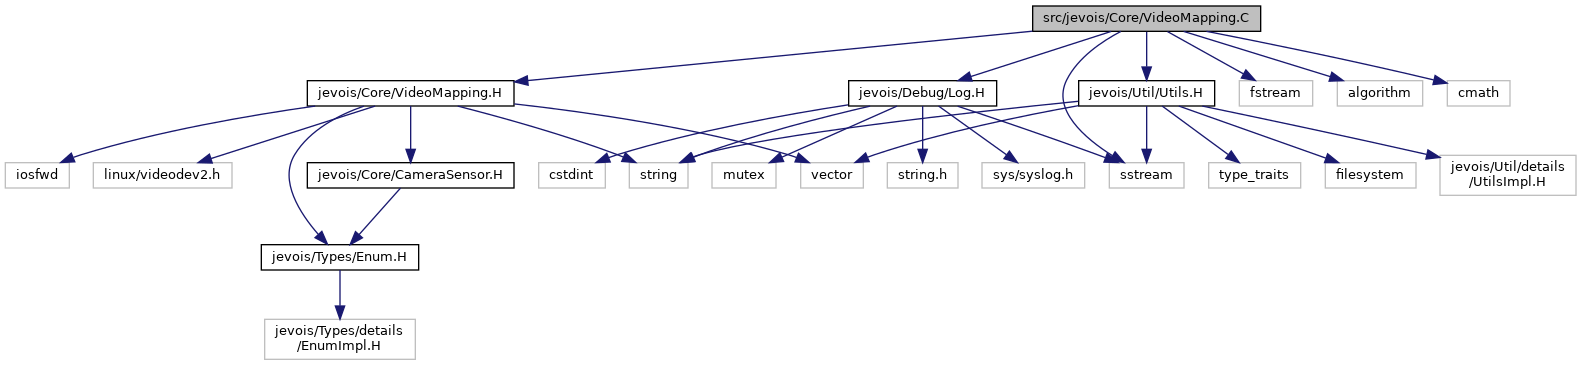 src/jevois/Core/VideoMapping.C
jevois/Core/VideoMapping.H
jevois/Debug/Log.H
jevois/Util/Utils.H
fstream
algorithm
cmath
iosfwd
linux/videodev2.h
jevois/Core/CameraSensor.H
cstdint
string
mutex
vector
string.h
sys/syslog.h
sstream
type_traits
filesystem
jevois/Util/details
/UtilsImpl.H
jevois/Types/Enum.H
jevois/Types/details
/EnumImpl.H